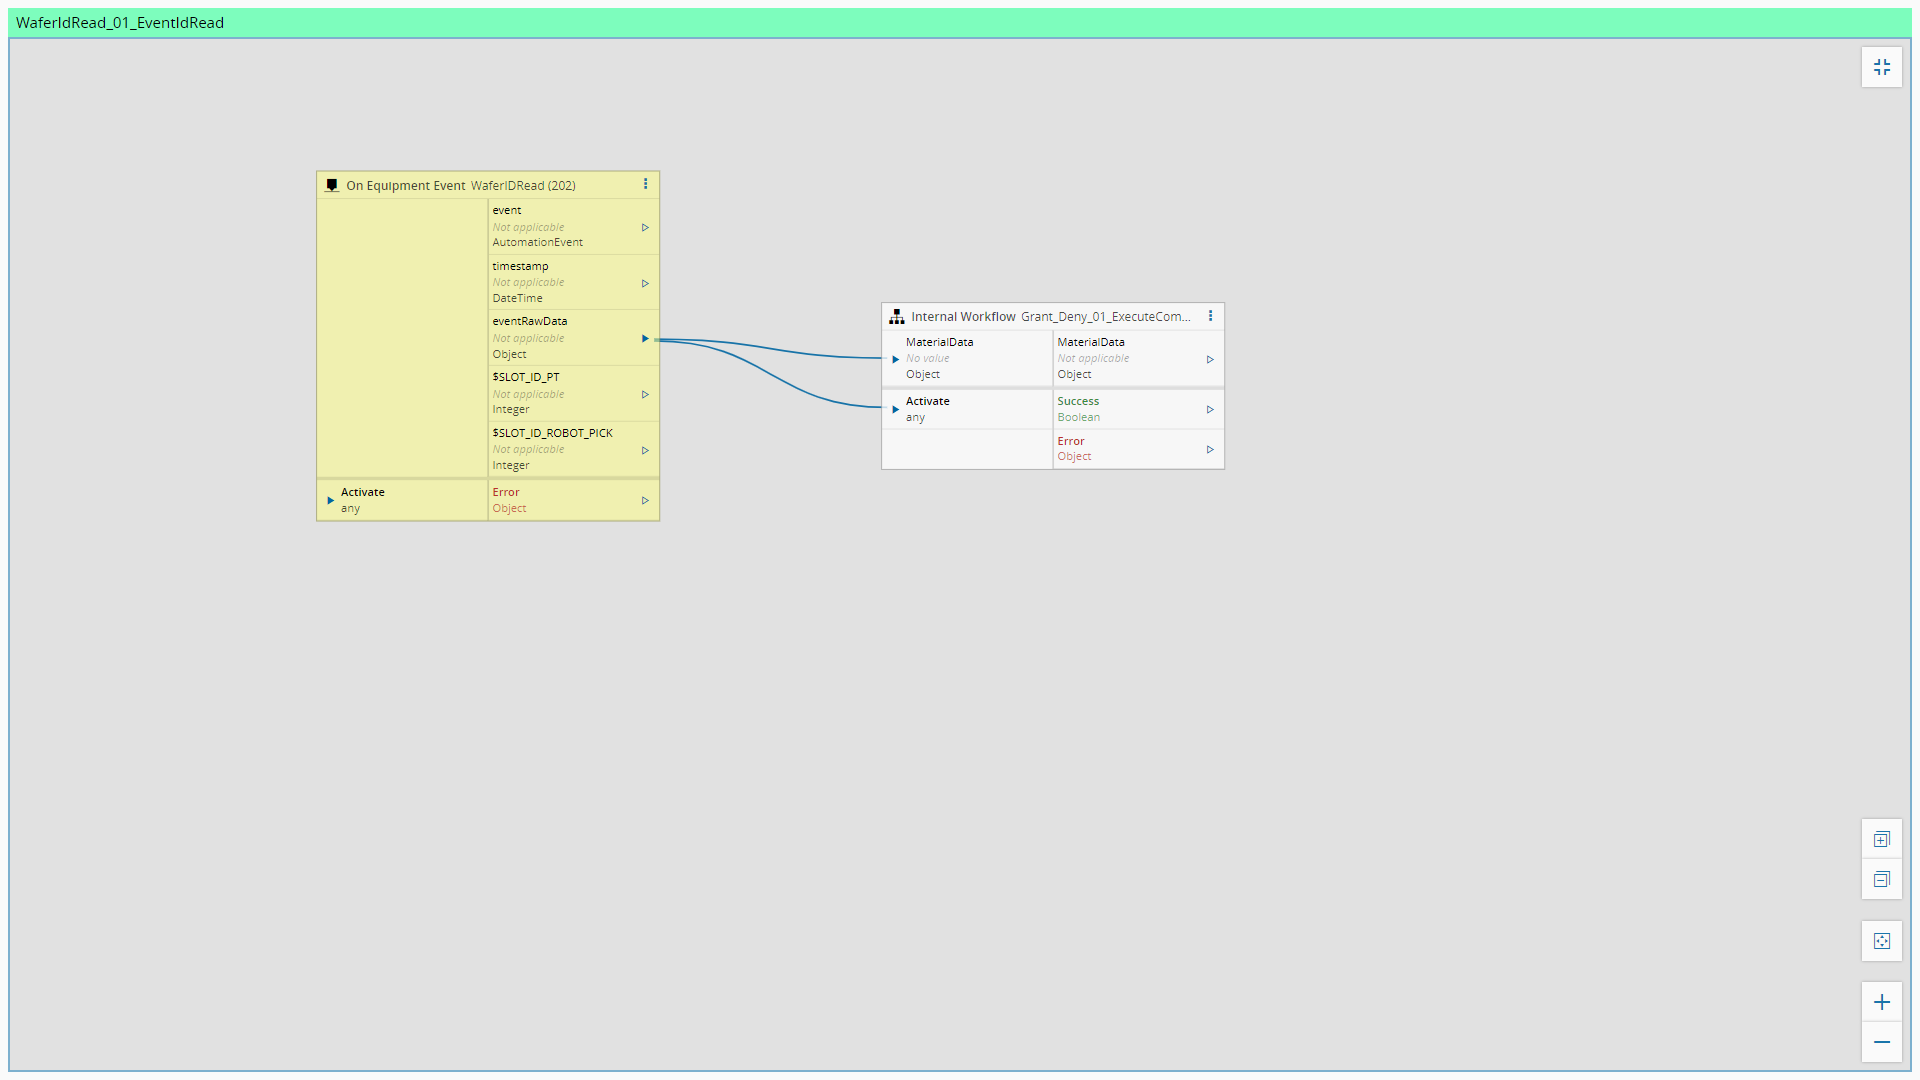 WaferIdRead_01_EventIdRead
On Equipment Event WaferIDRead (202)
event
Not applicable
AutomationEvent
timestamp
Not applicable
DateTime
eventRawData
Not applicable
Object
$SLOT_ID_PT
Not applicable
Integer
$SLOT_ID_ROBOT_PICK
Not applicable
Integer
Activate
any
Error
Object
Internal Workflow Grant_Deny_01_ExecuteCom...
MaterialData
No value
Object
MaterialData
Not applicable
Object
Activate
any
Success
Boolean
Error
Object